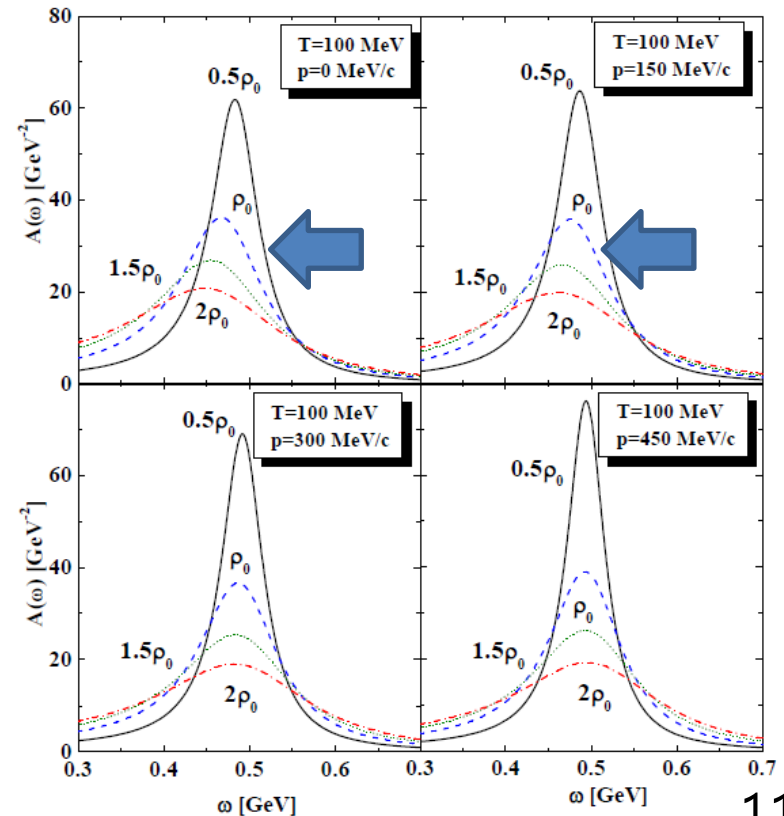 T=100 MeV
p=0 MeV/c
0.5ρ₀
ρ₀
1.5ρ₀
2ρ₀
80
60
40
20
0
A(ω) [GeV⁻²]
T=100 MeV
p=150 MeV/c
0.5ρ₀
ρ₀
1.5ρ₀
2ρ₀
T=100 MeV
p=300 MeV/c
0.5ρ₀
ρ₀
1.5ρ₀
2ρ₀
60
40
20
0
A(ω) [GeV⁻²]
0.3 0.4 0.5 0.6
ω [GeV]
T=100 MeV
p=450 MeV/c
0.5ρ₀
ρ₀
1.5ρ₀
2ρ₀
0.3 0.4 0.5 0.6 0.7
ω [GeV]
11